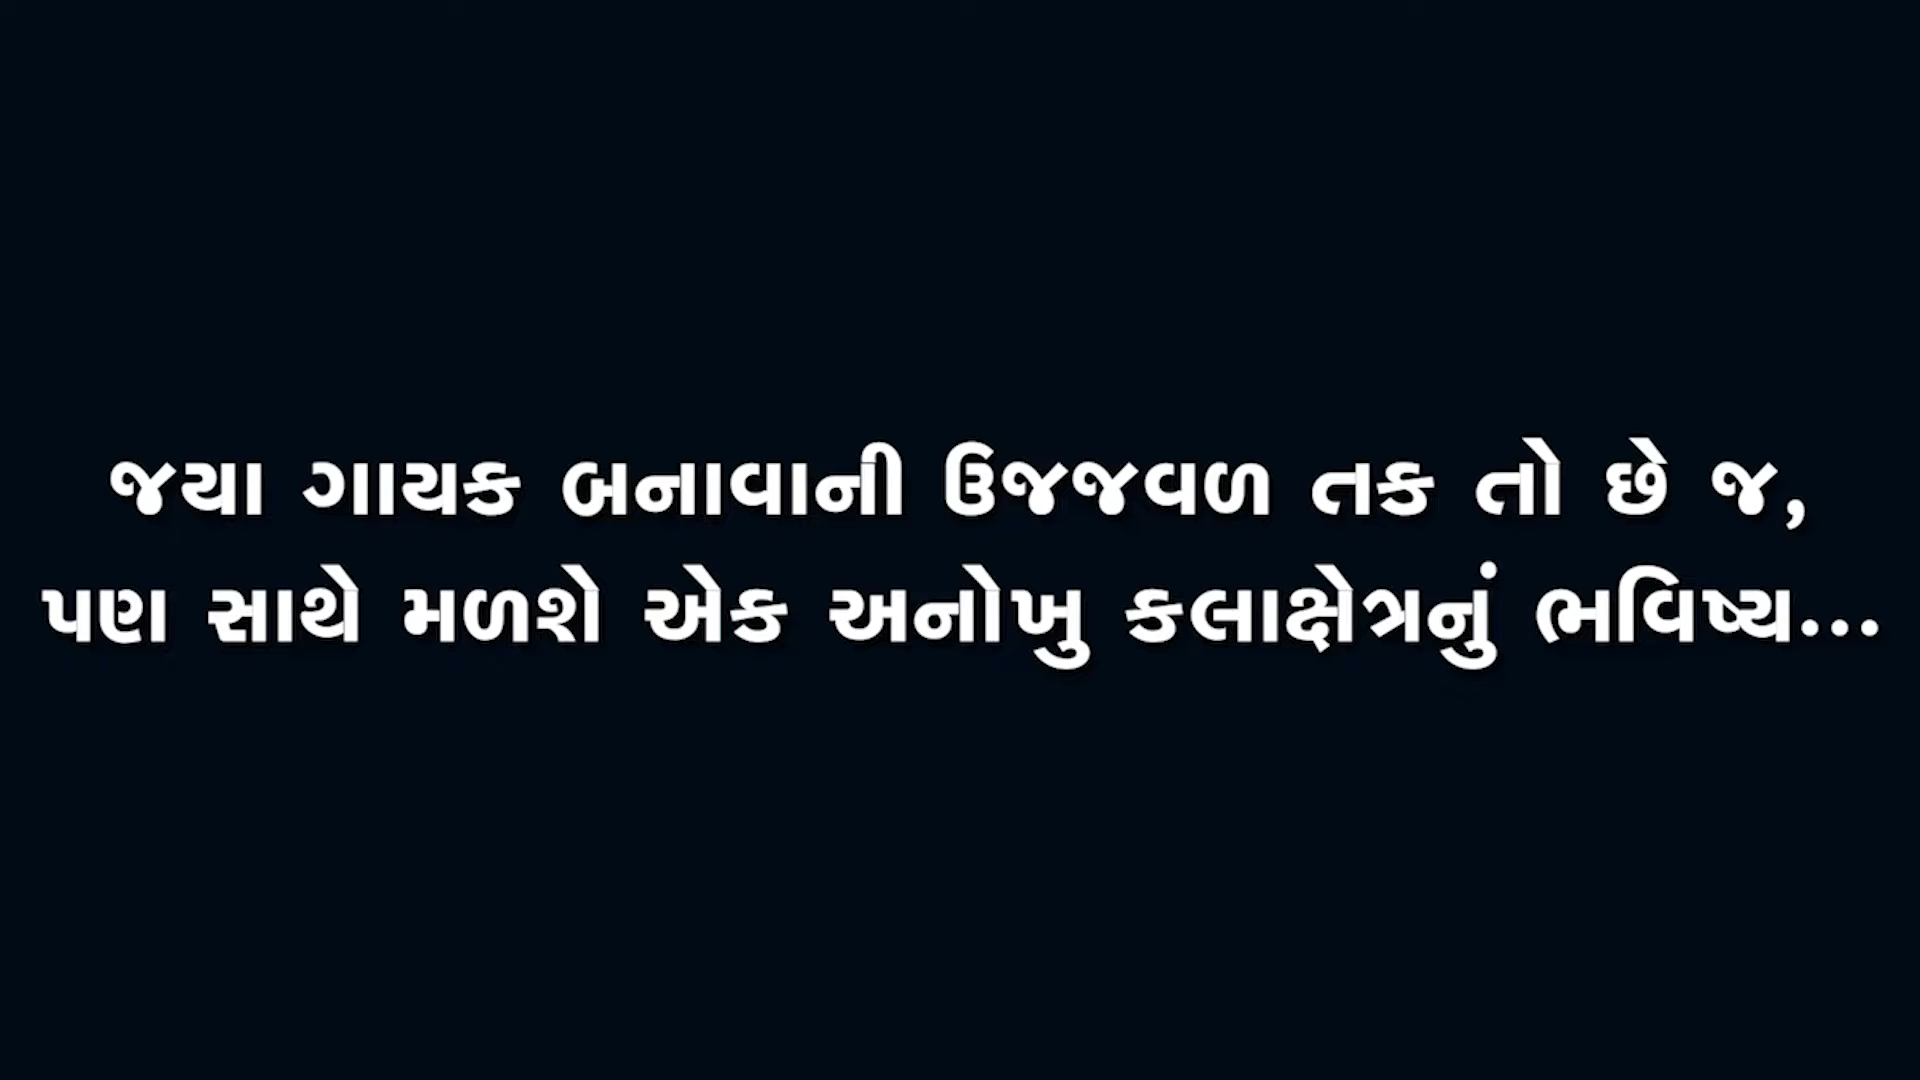 જયા ગાયક બનાવાની ઉજજવળ તક તો છે જ,
પણ સાથે મળશે એક અનોખુ કલાક્ષેત્રનું ભવિષ્ય...